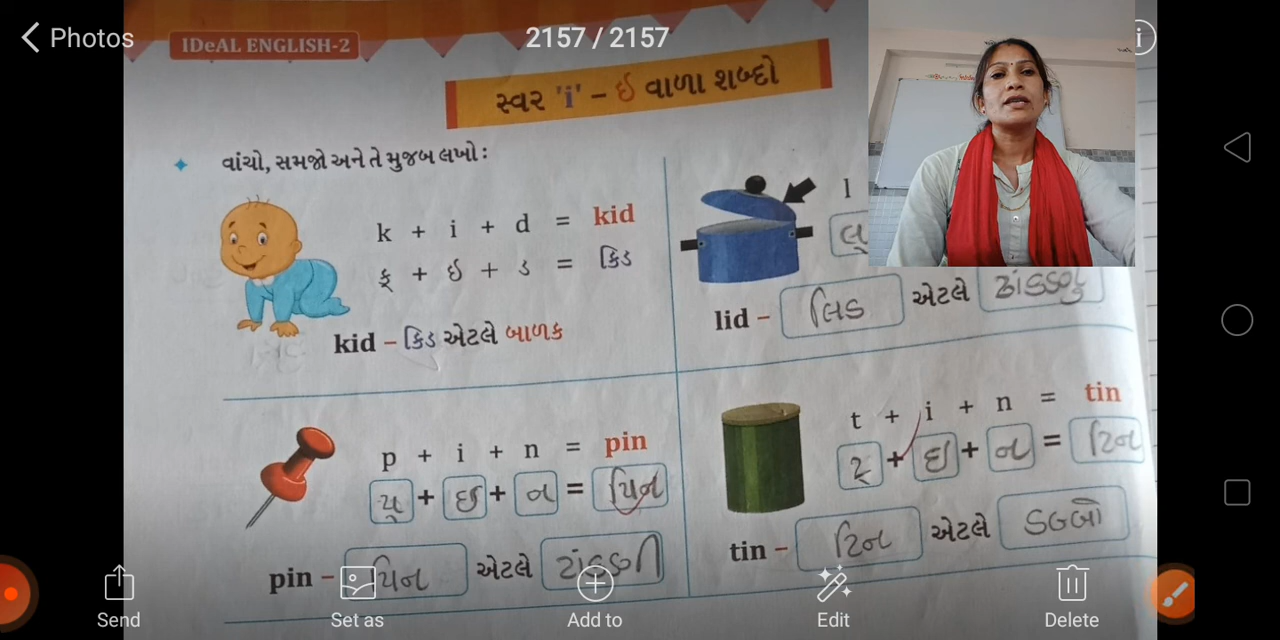 Photos
2157 / 2157
IDeAL ENGLISH-2
સ્વર 'i' – ઇ વાળા શબ્દો
વાંચો, સમજો અને તે મુજબ લખો :
k + i + d = kid
ક્ + ઇ + ડ = કિડ
kid – કિડ એટલે બાળક
l
લ્
lid – લિડ એટલે ઢાંકણું
p + i + n = pin
પ્ + ઇ + ન = પિન
pin – પિન એટલે ટાંકણી
t + i + n = tin
ટ્ + ઇ + ન = ટિન
tin – ટિન એટલે ડબ્બો
Send
Set as
Add to
Edit
Delete